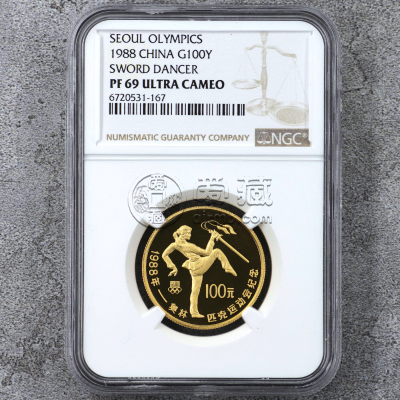 SEOUL OLYMPICS
1988 CHINA G100Y
SWORD DANCER
PF 69 ULTRA CAMEO
6720531-167
NUMISMATIC GUARANTY COMPANY
NGC
100元
1988年—奥林匹克运动会纪念